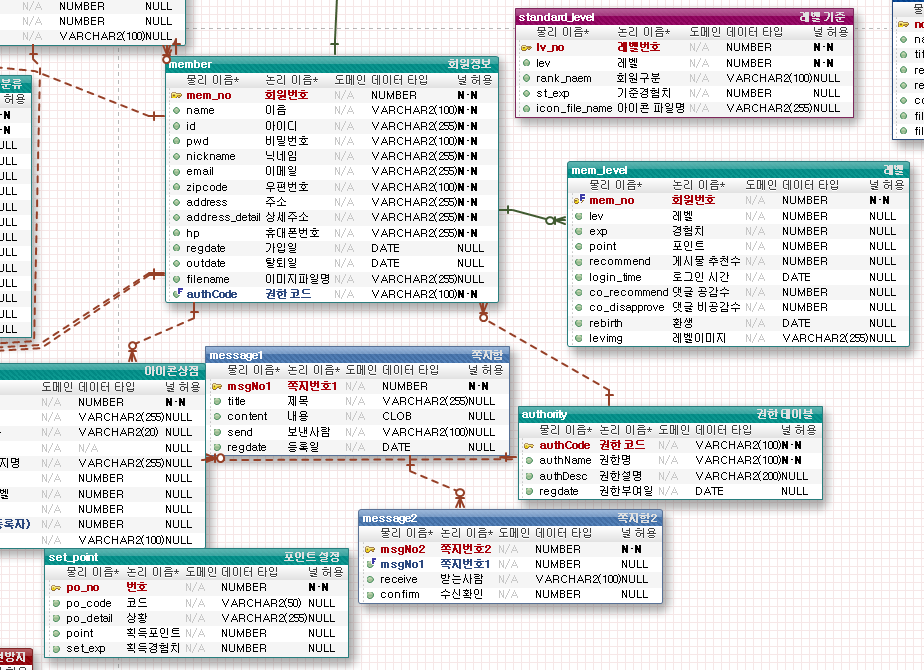 N/A NUMBER NULL
N/A NUMBER NULL
N/A VARCHAR2(100) NULL
분류
허용
N-N
N-N
NULL
NULL
NULL
NULL
NULL
NULL
NULL
NULL
NULL
NULL
NULL
NULL
NULL
member 회원정보
물리 이름* 논리 이름* 도메인 데이터 타입 널 허용
mem_no 회원번호 N/A NUMBER N-N
name 이름 N/A VARCHAR2(100) N-N
id 아이디 N/A VARCHAR2(255) N-N
pwd 비밀번호 N/A VARCHAR2(100) N-N
nickname 닉네임 N/A VARCHAR2(255) N-N
email 이메일 N/A VARCHAR2(255) N-N
zipcode 우편번호 N/A VARCHAR2(100) N-N
address 주소 N/A VARCHAR2(255) N-N
address_detail 상세주소 N/A VARCHAR2(255) N-N
hp 휴대폰번호 N/A VARCHAR2(255) N-N
regdate 가입일 N/A DATE NULL
outdate 탈퇴일 N/A DATE NULL
filename 이미지파일명 N/A VARCHAR2(255) NULL
authCode 권한 코드 N/A VARCHAR2(100) N-N
standard_level 레벨 기준
물리 이름* 논리 이름* 도메인 데이터 타입 널 허용
lv_no 레벨번호 N/A NUMBER N-N
lev 레벨 N/A NUMBER N-N
rank_naem 회원구분 N/A VARCHAR2(100) NULL
st_exp 기준경험치 N/A NUMBER NULL
icon_file_name 아이콘 파일명 N/A VARCHAR2(255) NULL
mem_level 레벨
물리 이름* 논리 이름* 도메인 데이터 타입 널 허용
mem_no 회원번호 N/A NUMBER N-N
lev 레벨 N/A NUMBER NULL
exp 경험치 N/A NUMBER NULL
point 포인트 N/A NUMBER NULL
recommend 게시물 추천수 N/A NUMBER NULL
login_time 로그인 시간 N/A DATE NULL
co_recommend 댓글 공감수 N/A NUMBER NULL
co_disapprove 댓글 비공감수 N/A NUMBER NULL
rebirth 환생 N/A DATE NULL
levimg 레벨이미지 N/A VARCHAR2(255) NULL
아이콘상점
도메인 데이터 타입 널 허용
N/A NUMBER N-N
N/A VARCHAR2(255) NULL
N/A VARCHAR2(20) NULL
N/A N/A NULL
지명 N/A VARCHAR2(255) NULL
N/A NUMBER NULL
벨 N/A NUMBER NULL
N/A NUMBER NULL
등록자) N/A NUMBER NULL
N/A VARCHAR2(100) NULL
message1 쪽지함
물리 이름* 논리 이름* 도메인 데이터 타입 널 허용
msgNo1 쪽지번호1 N/A NUMBER N-N
title 제목 N/A VARCHAR2(255) NULL
content 내용 N/A CLOB NULL
send 보낸사람 N/A VARCHAR2(100) NULL
regdate 등록일 N/A DATE NULL
authority 권한 테이블
물리 이름* 논리 이름* 도메인 데이터 타입 널 허용
authCode 권한 코드 N/A VARCHAR2(100) N-N
authName 권한명 N/A VARCHAR2(100) N-N
authDesc 권한설명 N/A VARCHAR2(200) NULL
regdate 권한부여일 N/A DATE NULL
message2 쪽지함2
물리 이름* 논리 이름* 도메인 데이터 타입 널 허용
msgNo2 쪽지번호2 N/A NUMBER N-N
msgNo1 쪽지번호1 N/A NUMBER NULL
receive 받는사람 N/A VARCHAR2(100) NULL
confirm 수신확인 N/A NUMBER NULL
set_point 포인트 설정
물리 이름* 논리 이름* 도메인 데이터 타입 널 허용
po_no 번호 N/A NUMBER N-N
po_code 코드 N/A VARCHAR2(50) NULL
po_detail 상황 N/A VARCHAR2(255) NULL
point 획득포인트 N/A NUMBER NULL
set_exp 획득경험치 N/A NUMBER NULL
방지